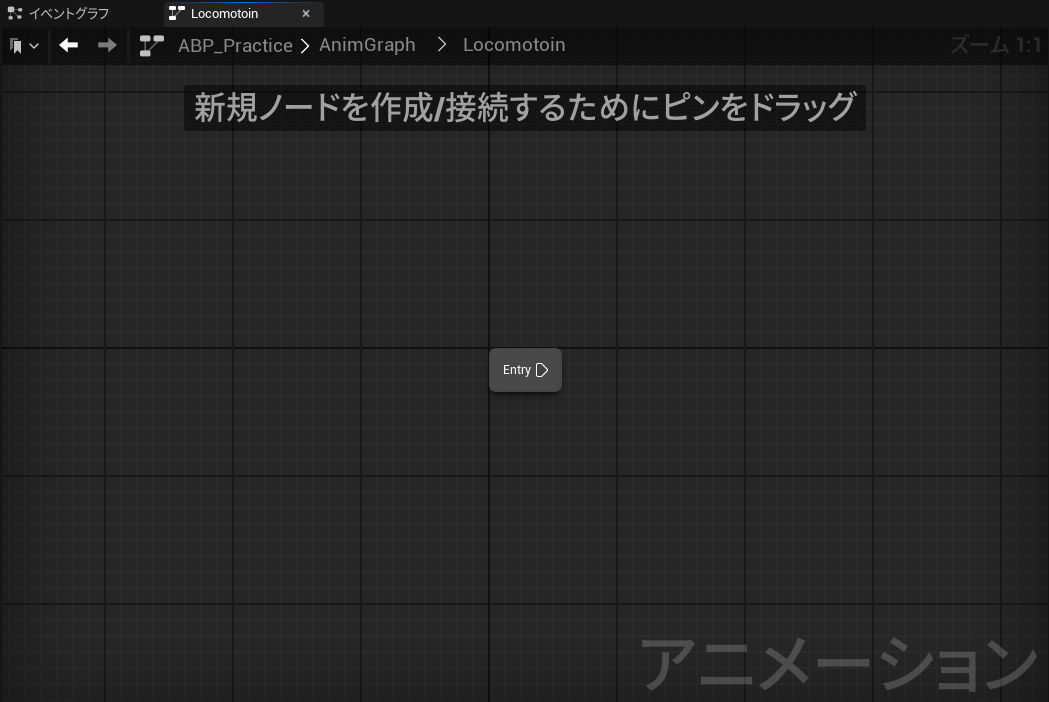 イベントグラフ
Locomotoin
ABP_Practice
AnimGraph
Locomotoin
ズーム 1:1
新規ノードを作成/接続するためにピンをドラッグ
Entry
アニメーション